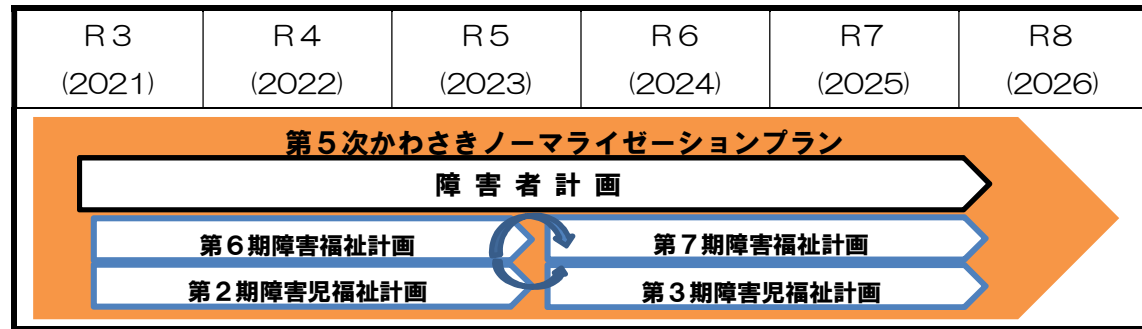 R3 R4 R5 R6 R7 R8
(2021) (2022) (2023) (2024) (2025) (2026)
第5次かわさきノーマライゼーションプラン
障害者計画
第6期障害福祉計画 第7期障害福祉計画
第2期障害児福祉計画 第3期障害児福祉計画